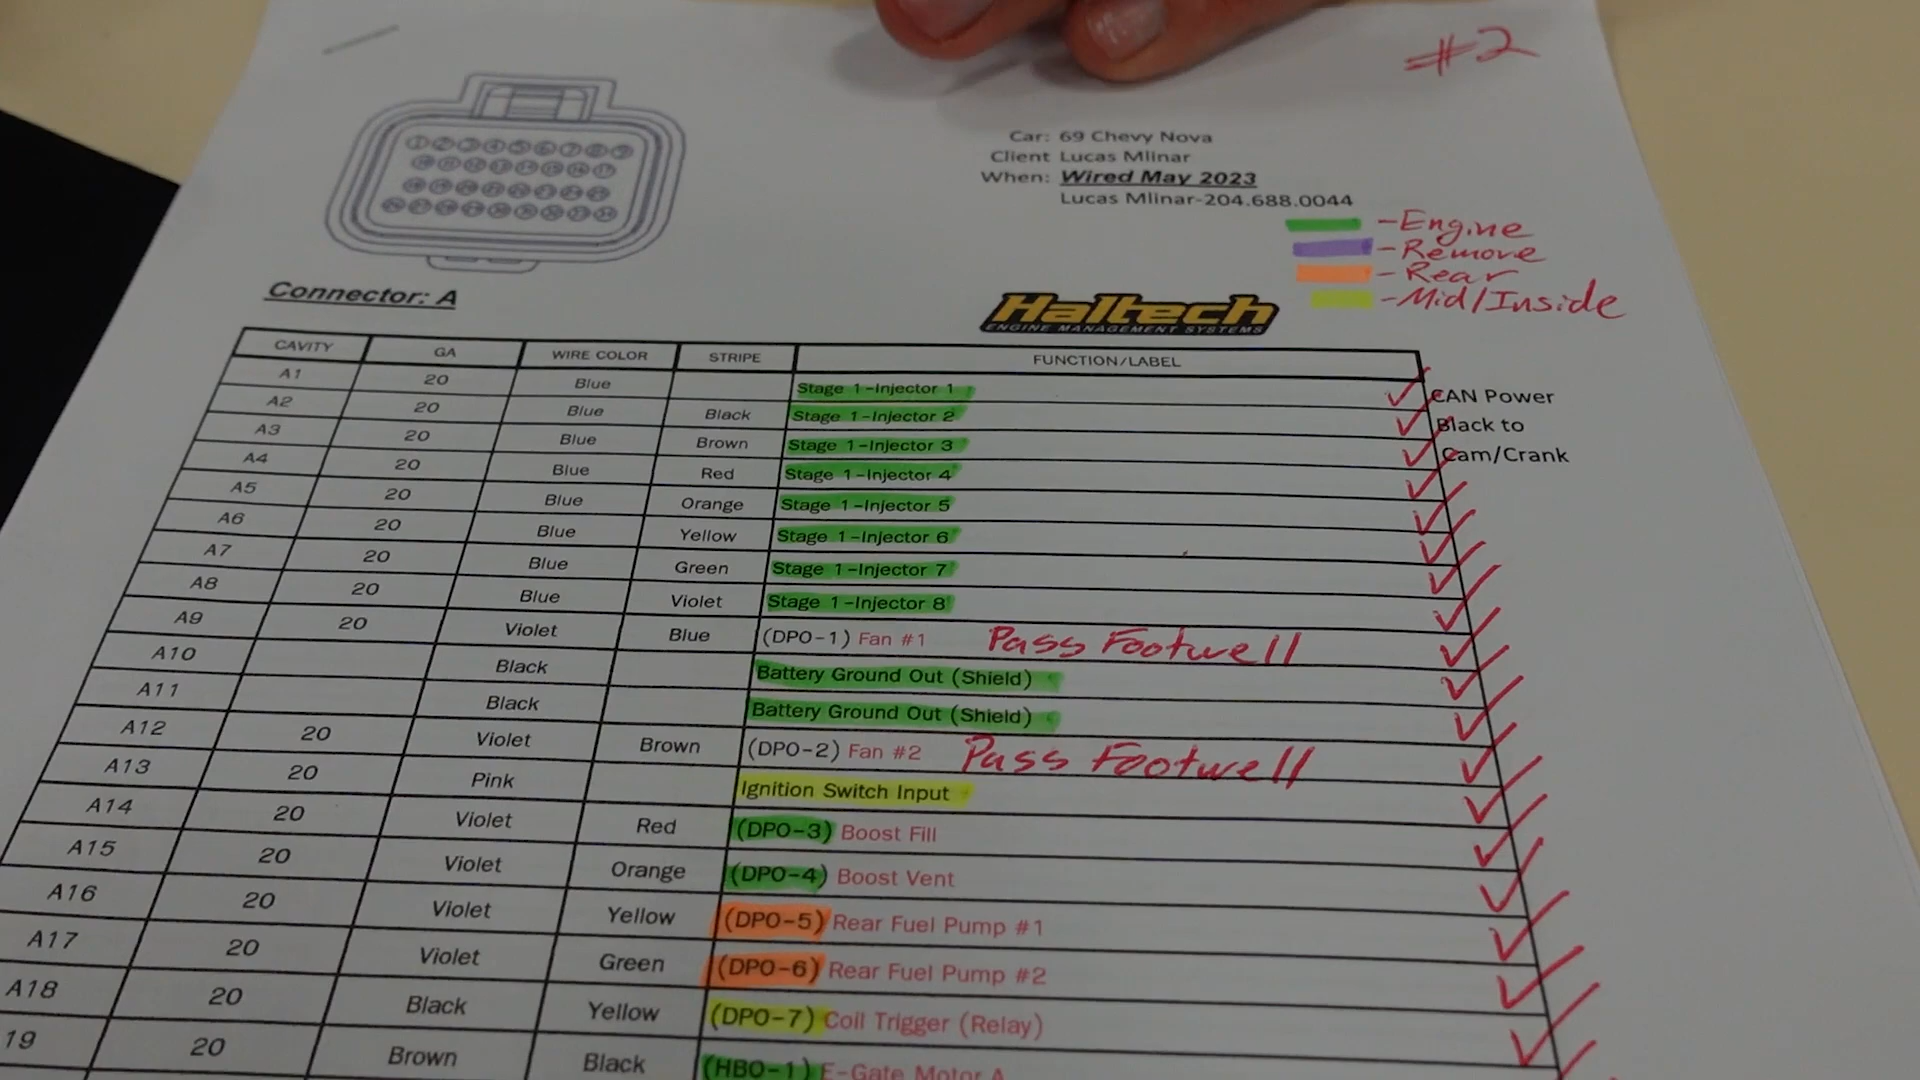 #2
Car: 69 Chevy Nova
Client Lucas Mlinar
When: Wired May 2023
Lucas Mlinar-204.688.0044
-Engine
-Remove
-Rear
-Mid/Inside
Connector: A
Haltech
ENGINE MANAGEMENT SYSTEMS
CAVITY GA WIRE COLOR STRIPE FUNCTION/LABEL
A1 20 Blue Stage 1-Injector 1 CAN Power
A2 20 Blue Black Stage 1-Injector 2 Black to
A3 20 Blue Brown Stage 1-Injector 3 Cam/Crank
A4 20 Blue Red Stage 1-Injector 4
A5 20 Blue Orange Stage 1-Injector 5
A6 20 Blue Yellow Stage 1-Injector 6
A7 20 Blue Green Stage 1-Injector 7
A8 20 Blue Violet Stage 1-Injector 8
A9 20 Violet Blue (DPO-1) Fan #1 Pass Footwell
A10 Black Battery Ground Out (Shield)
A11 Black Battery Ground Out (Shield)
A12 20 Violet Brown (DPO-2) Fan #2 Pass Footwell
A13 20 Pink Ignition Switch Input
A14 20 Violet Red (DPO-3) Boost Fill
A15 20 Violet Orange (DPO-4) Boost Vent
A16 20 Violet Yellow (DPO-5) Rear Fuel Pump #1
A17 20 Violet Green (DPO-6) Rear Fuel Pump #2
A18 20 Black Yellow (DPO-7) Coil Trigger (Relay)
19 20 Brown Black (HBO-1) E-Gate Motor A